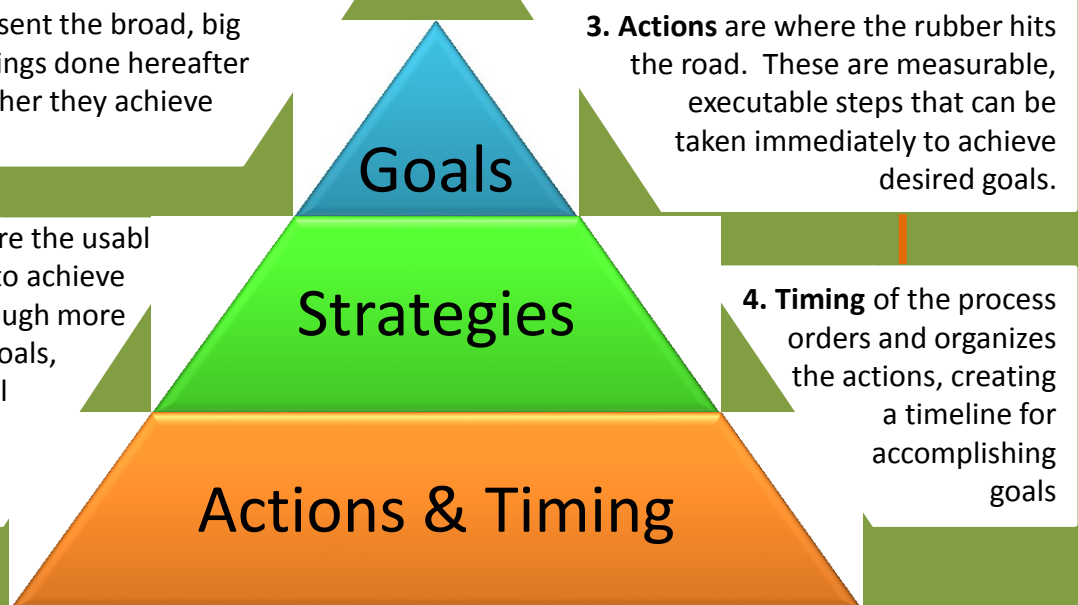 sent the broad, big
ings done hereafter
her they achieve
re the usabl
to achieve
ugh more
oals,
l
Goals
Strategies
Actions & Timing
3. Actions are where the rubber hits
the road. These are measurable,
executable steps that can be
taken immediately to achieve
desired goals.
4. Timing of the process
orders and organizes
the actions, creating
a timeline for
accomplishing
goals